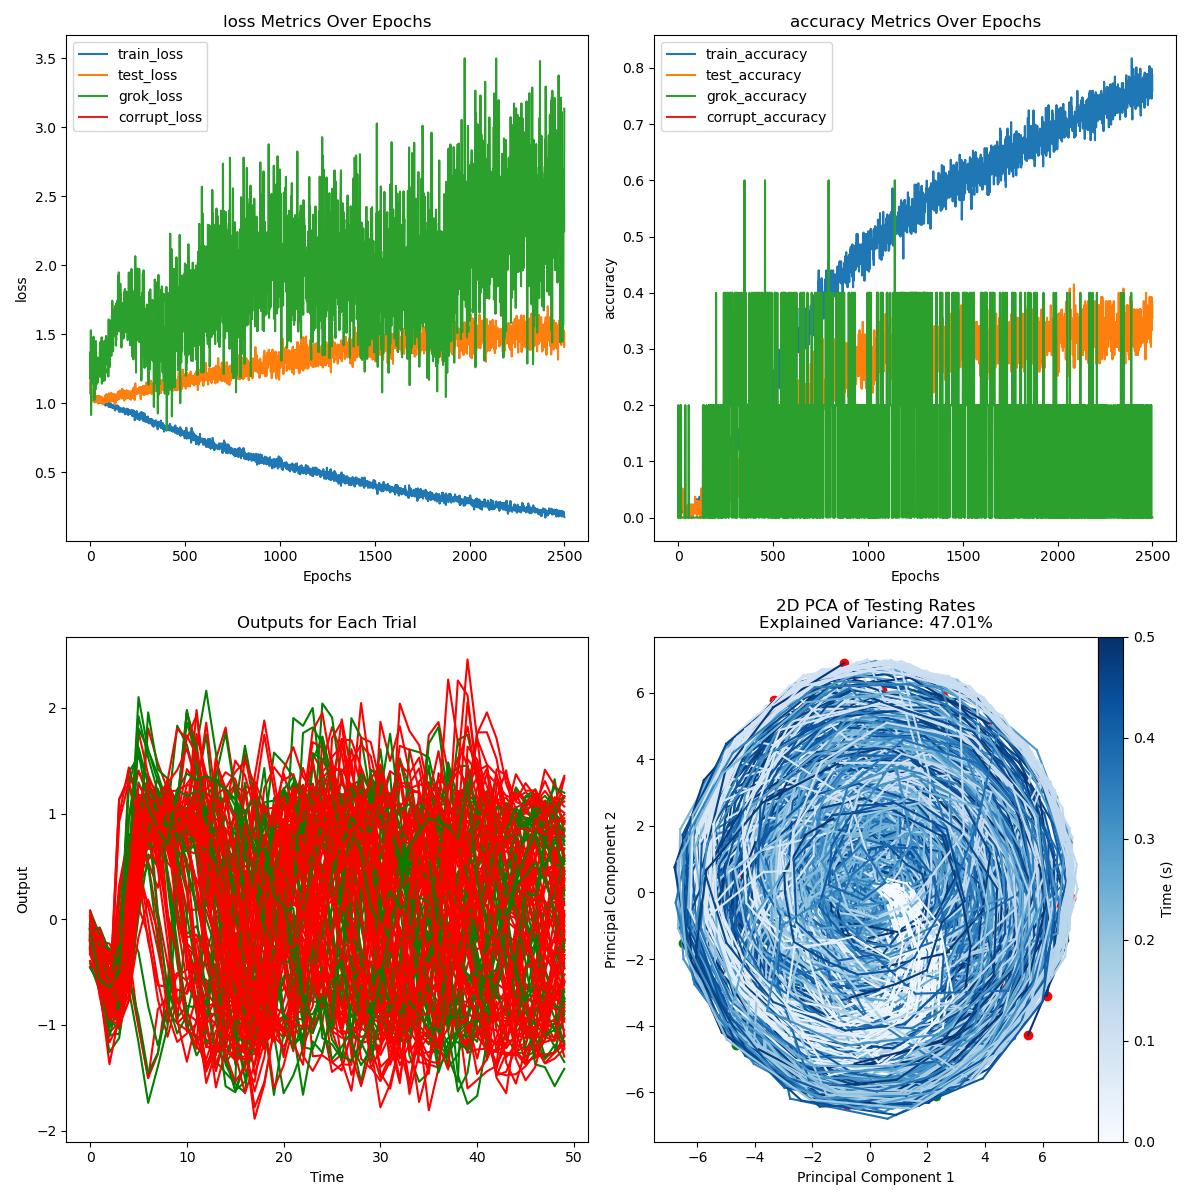 loss Metrics Over Epochs
train_loss
test_loss
grok_loss
corrupt_loss
3.5
3.0
2.5
2.0
1.5
1.0
0.5
loss
0
500
1000
1500
2000
2500
Epochs
accuracy Metrics Over Epochs
train_accuracy
test_accuracy
grok_accuracy
corrupt_accuracy
0.8
0.7
0.6
0.5
0.4
0.3
0.2
0.1
0.0
accuracy
0
500
1000
1500
2000
2500
Epochs
Outputs for Each Trial
2
1
0
−1
−2
Output
0
10
20
30
40
50
Time
2D PCA of Testing Rates
Explained Variance: 47.01%
6
4
2
0
−2
−4
−6
Principal Component 2
−6
−4
−2
0
2
4
6
Principal Component 1
0.5
0.4
0.3
0.2
0.1
0.0
Time (s)